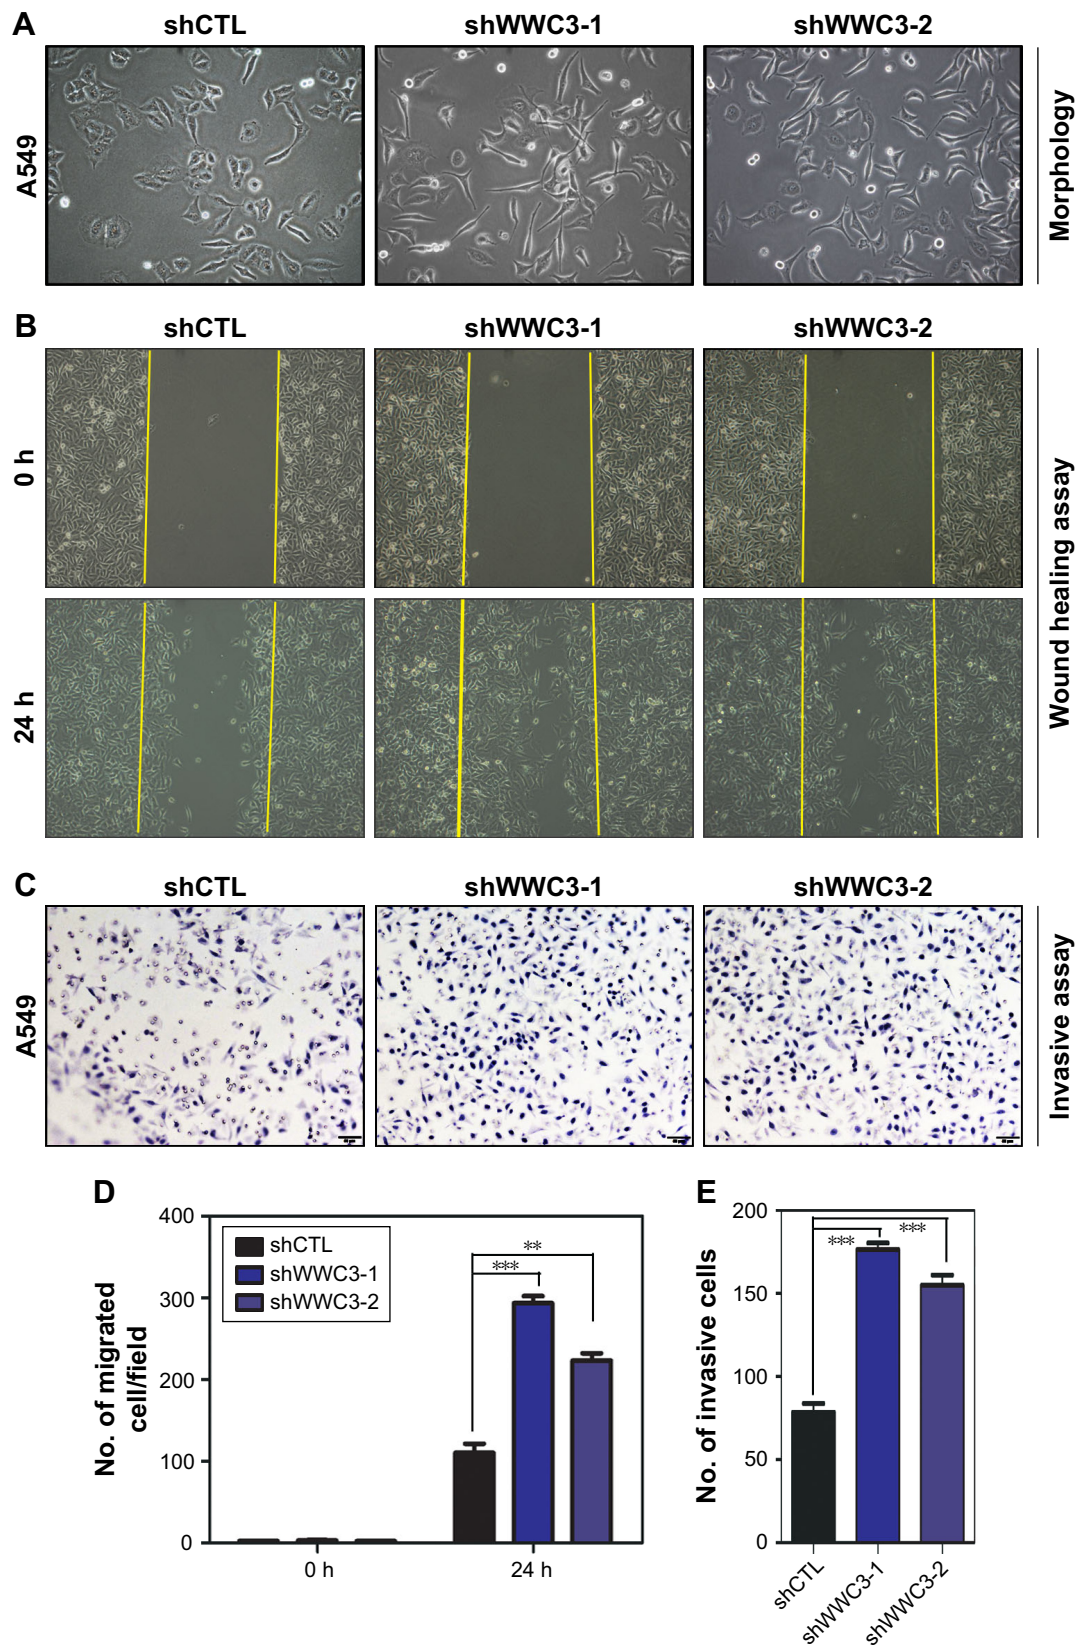 A
shCTL shWWC3-1 shWWC3-2
A549
Morphology
B
shCTL shWWC3-1 shWWC3-2
0 h
24 h
Wound healing assay
C
shCTL shWWC3-1 shWWC3-2
A549
Invasive assay
D
No. of migrated
cell/field
400
300
200
100
0
shCTL
shWWC3-1
shWWC3-2
**
***
0 h 24 h
E
No. of invasive cells
200
150
100
50
0
***
***
shCTL
shWWC3-1
shWWC3-2